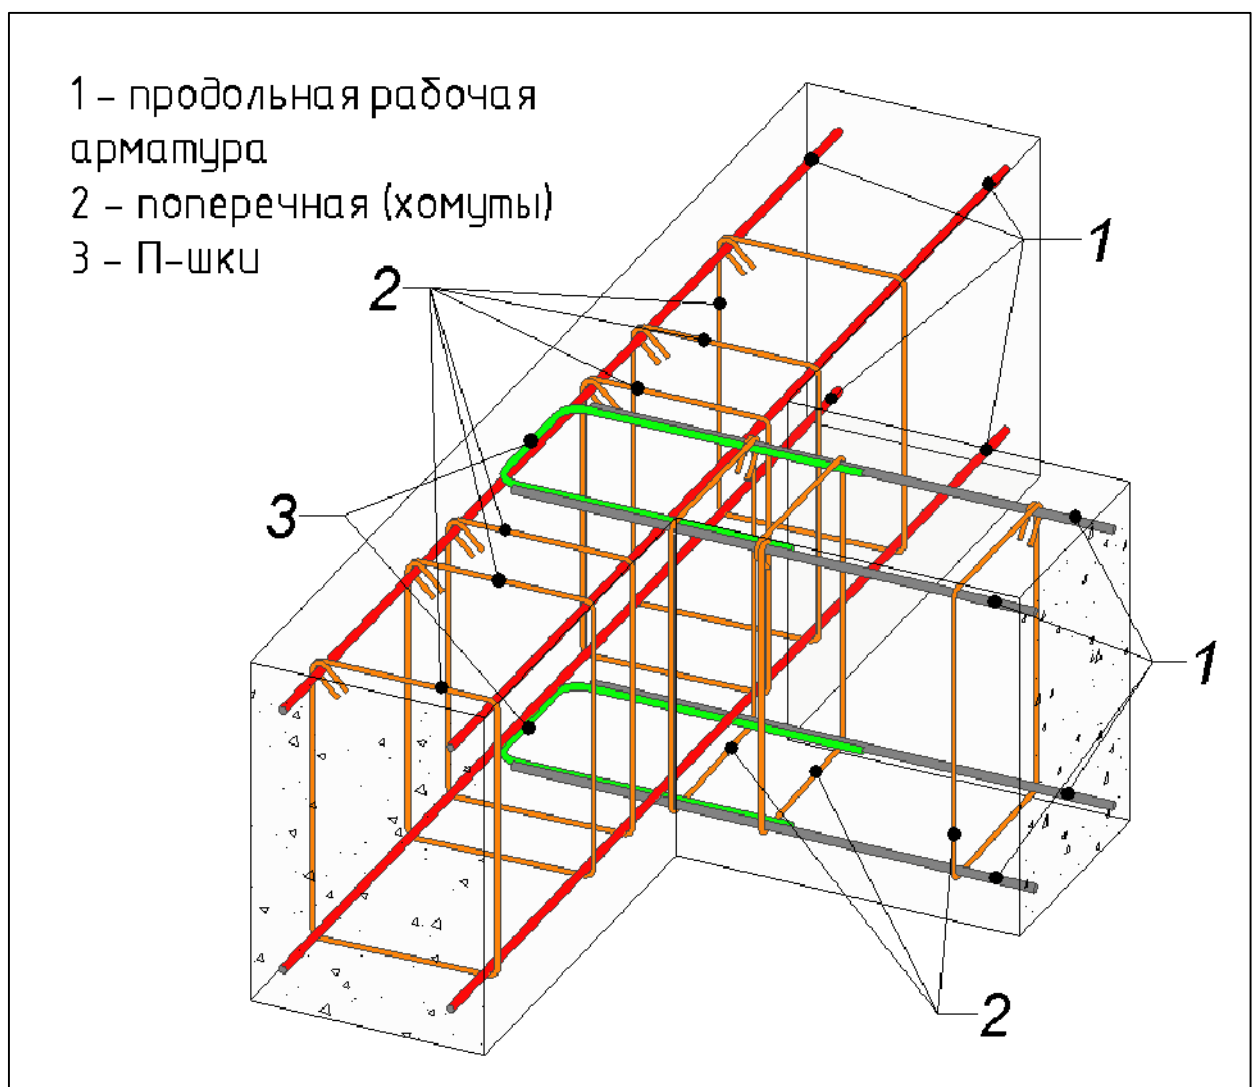 1 – продольная рабочая
арматура
2 – поперечная (хомуты)
3 – П-шки
1
2
3
1
2